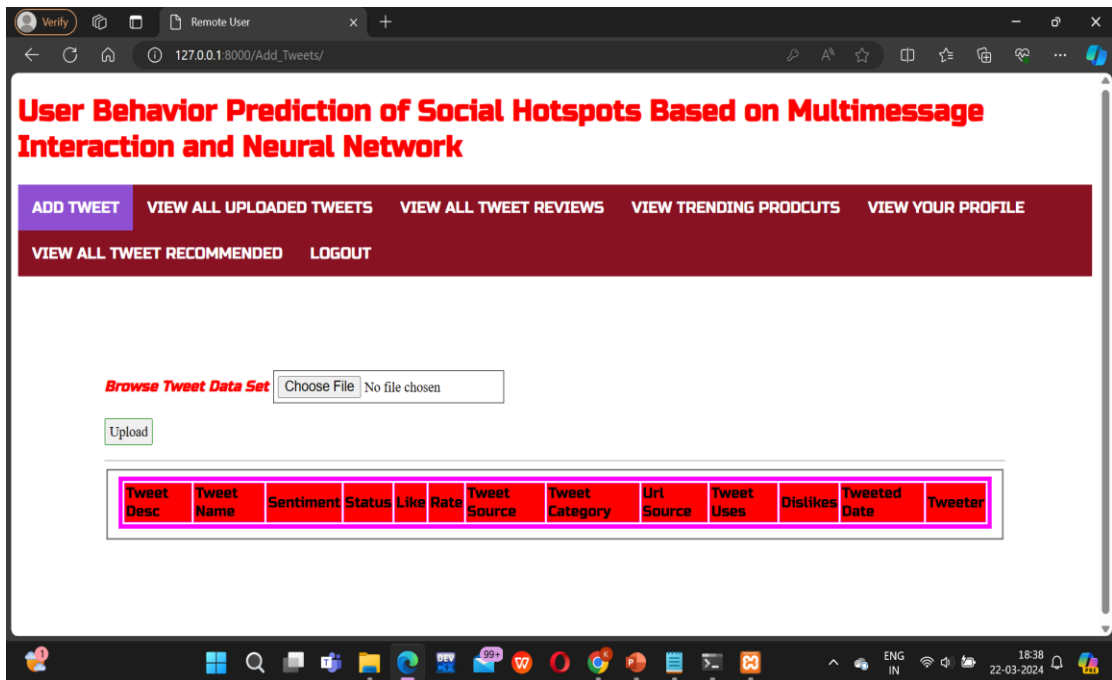 Verify
Remote User
127.0.0.1:8000/Add_Tweets/
User Behavior Prediction of Social Hotspots Based on Multimessage
Interaction and Neural Network
ADD TWEET VIEW ALL UPLOADED TWEETS VIEW ALL TWEET REVIEWS VIEW TRENDING PRODCUTS VIEW YOUR PROFILE
VIEW ALL TWEET RECOMMENDED LOGOUT
Browse Tweet Data Set Choose File No file chosen
Upload
Tweet Desc Tweet Name Sentiment Status Like Rate Tweet Source Tweet Category Url Source Tweet Uses Dislikes Tweeted Date Tweeter
1 DEV 99+ ENG 18:38
IN 22-03-2024 PRE